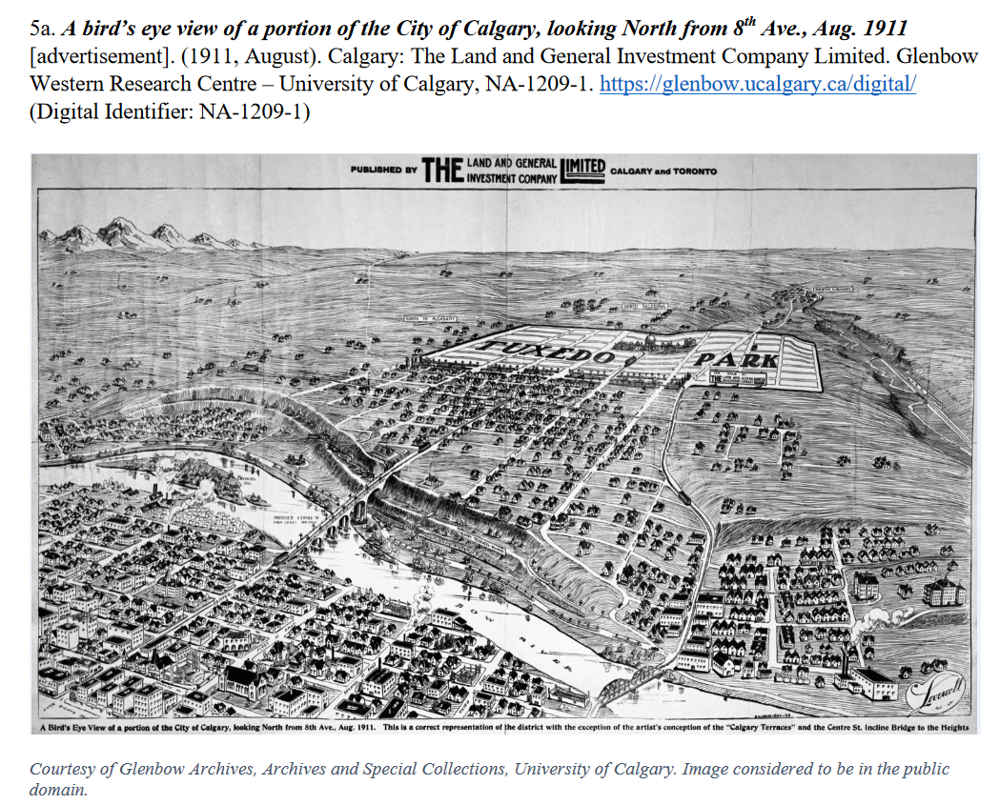 5a. A bird’s eye view of a portion of the City of Calgary, looking North from 8th Ave., Aug. 1911
[advertisement]. (1911, August). Calgary: The Land and General Investment Company Limited. Glenbow
Western Research Centre – University of Calgary, NA-1209-1. https://glenbow.ucalgary.ca/digital/
(Digital Identifier: NA-1209-1)
PUBLISHED BY THE LAND AND GENERAL INVESTMENT COMPANY LIMITED CALGARY and TORONTO
NORTH CALGARY
TUXEDO PARK
THE
BOW RIVER
A Bird's Eye View of a portion of the City of Calgary, looking North from 8th Ave., Aug. 1911. This is a correct representation of the district with the exception of the artist's conception of the "Calgary Terraces" and the Centre St. Incline Bridge to the Heights
Courtesy of Glenbow Archives, Archives and Special Collections, University of Calgary. Image considered to be in the public
domain.